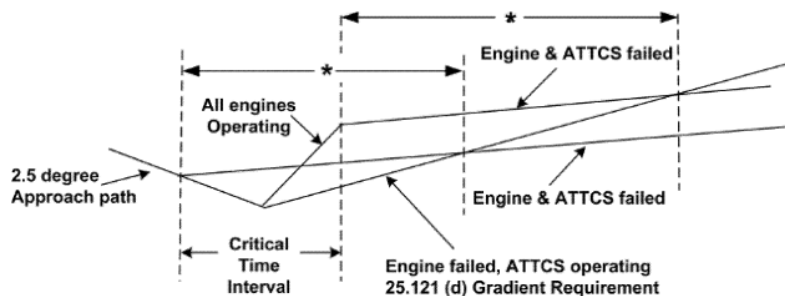 *
*
Engine & ATTCS failed
All engines
Operating
2.5 degree
Approach path
Engine & ATTCS failed
Critical
Time
Interval
Engine failed, ATTCS operating
25.121 (d) Gradient Requirement